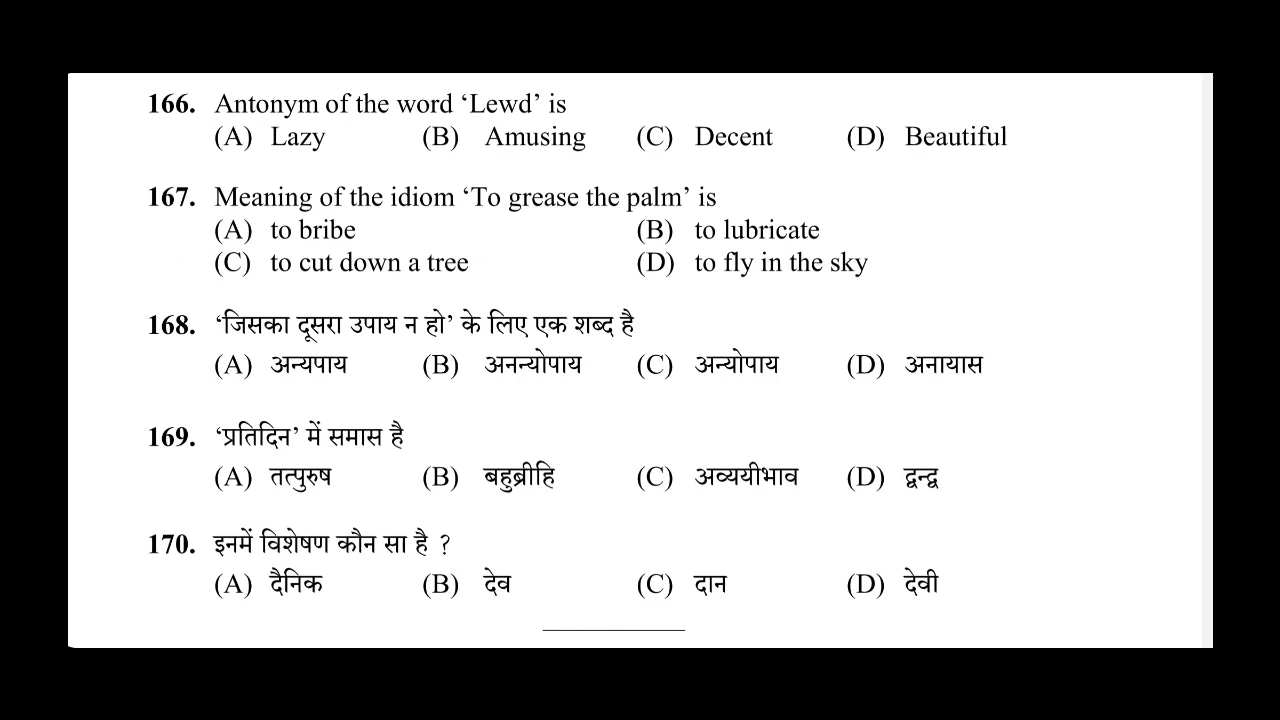 166. Antonym of the word ‘Lewd’ is
(A) Lazy (B) Amusing (C) Decent (D) Beautiful
167. Meaning of the idiom ‘To grease the palm’ is
(A) to bribe (B) to lubricate
(C) to cut down a tree (D) to fly in the sky
168. ‘जिसका दूसरा उपाय न हो’ के लिए एक शब्द है
(A) अन्यपाय (B) अनन्योपाय (C) अन्योपाय (D) अनायास
169. ‘प्रतिदिन’ में समास है
(A) तत्पुरुष (B) बहुब्रीहि (C) अव्ययीभाव (D) द्वन्द्व
170. इनमें विशेषण कौन सा है ?
(A) दैनिक (B) देव (C) दान (D) देवी